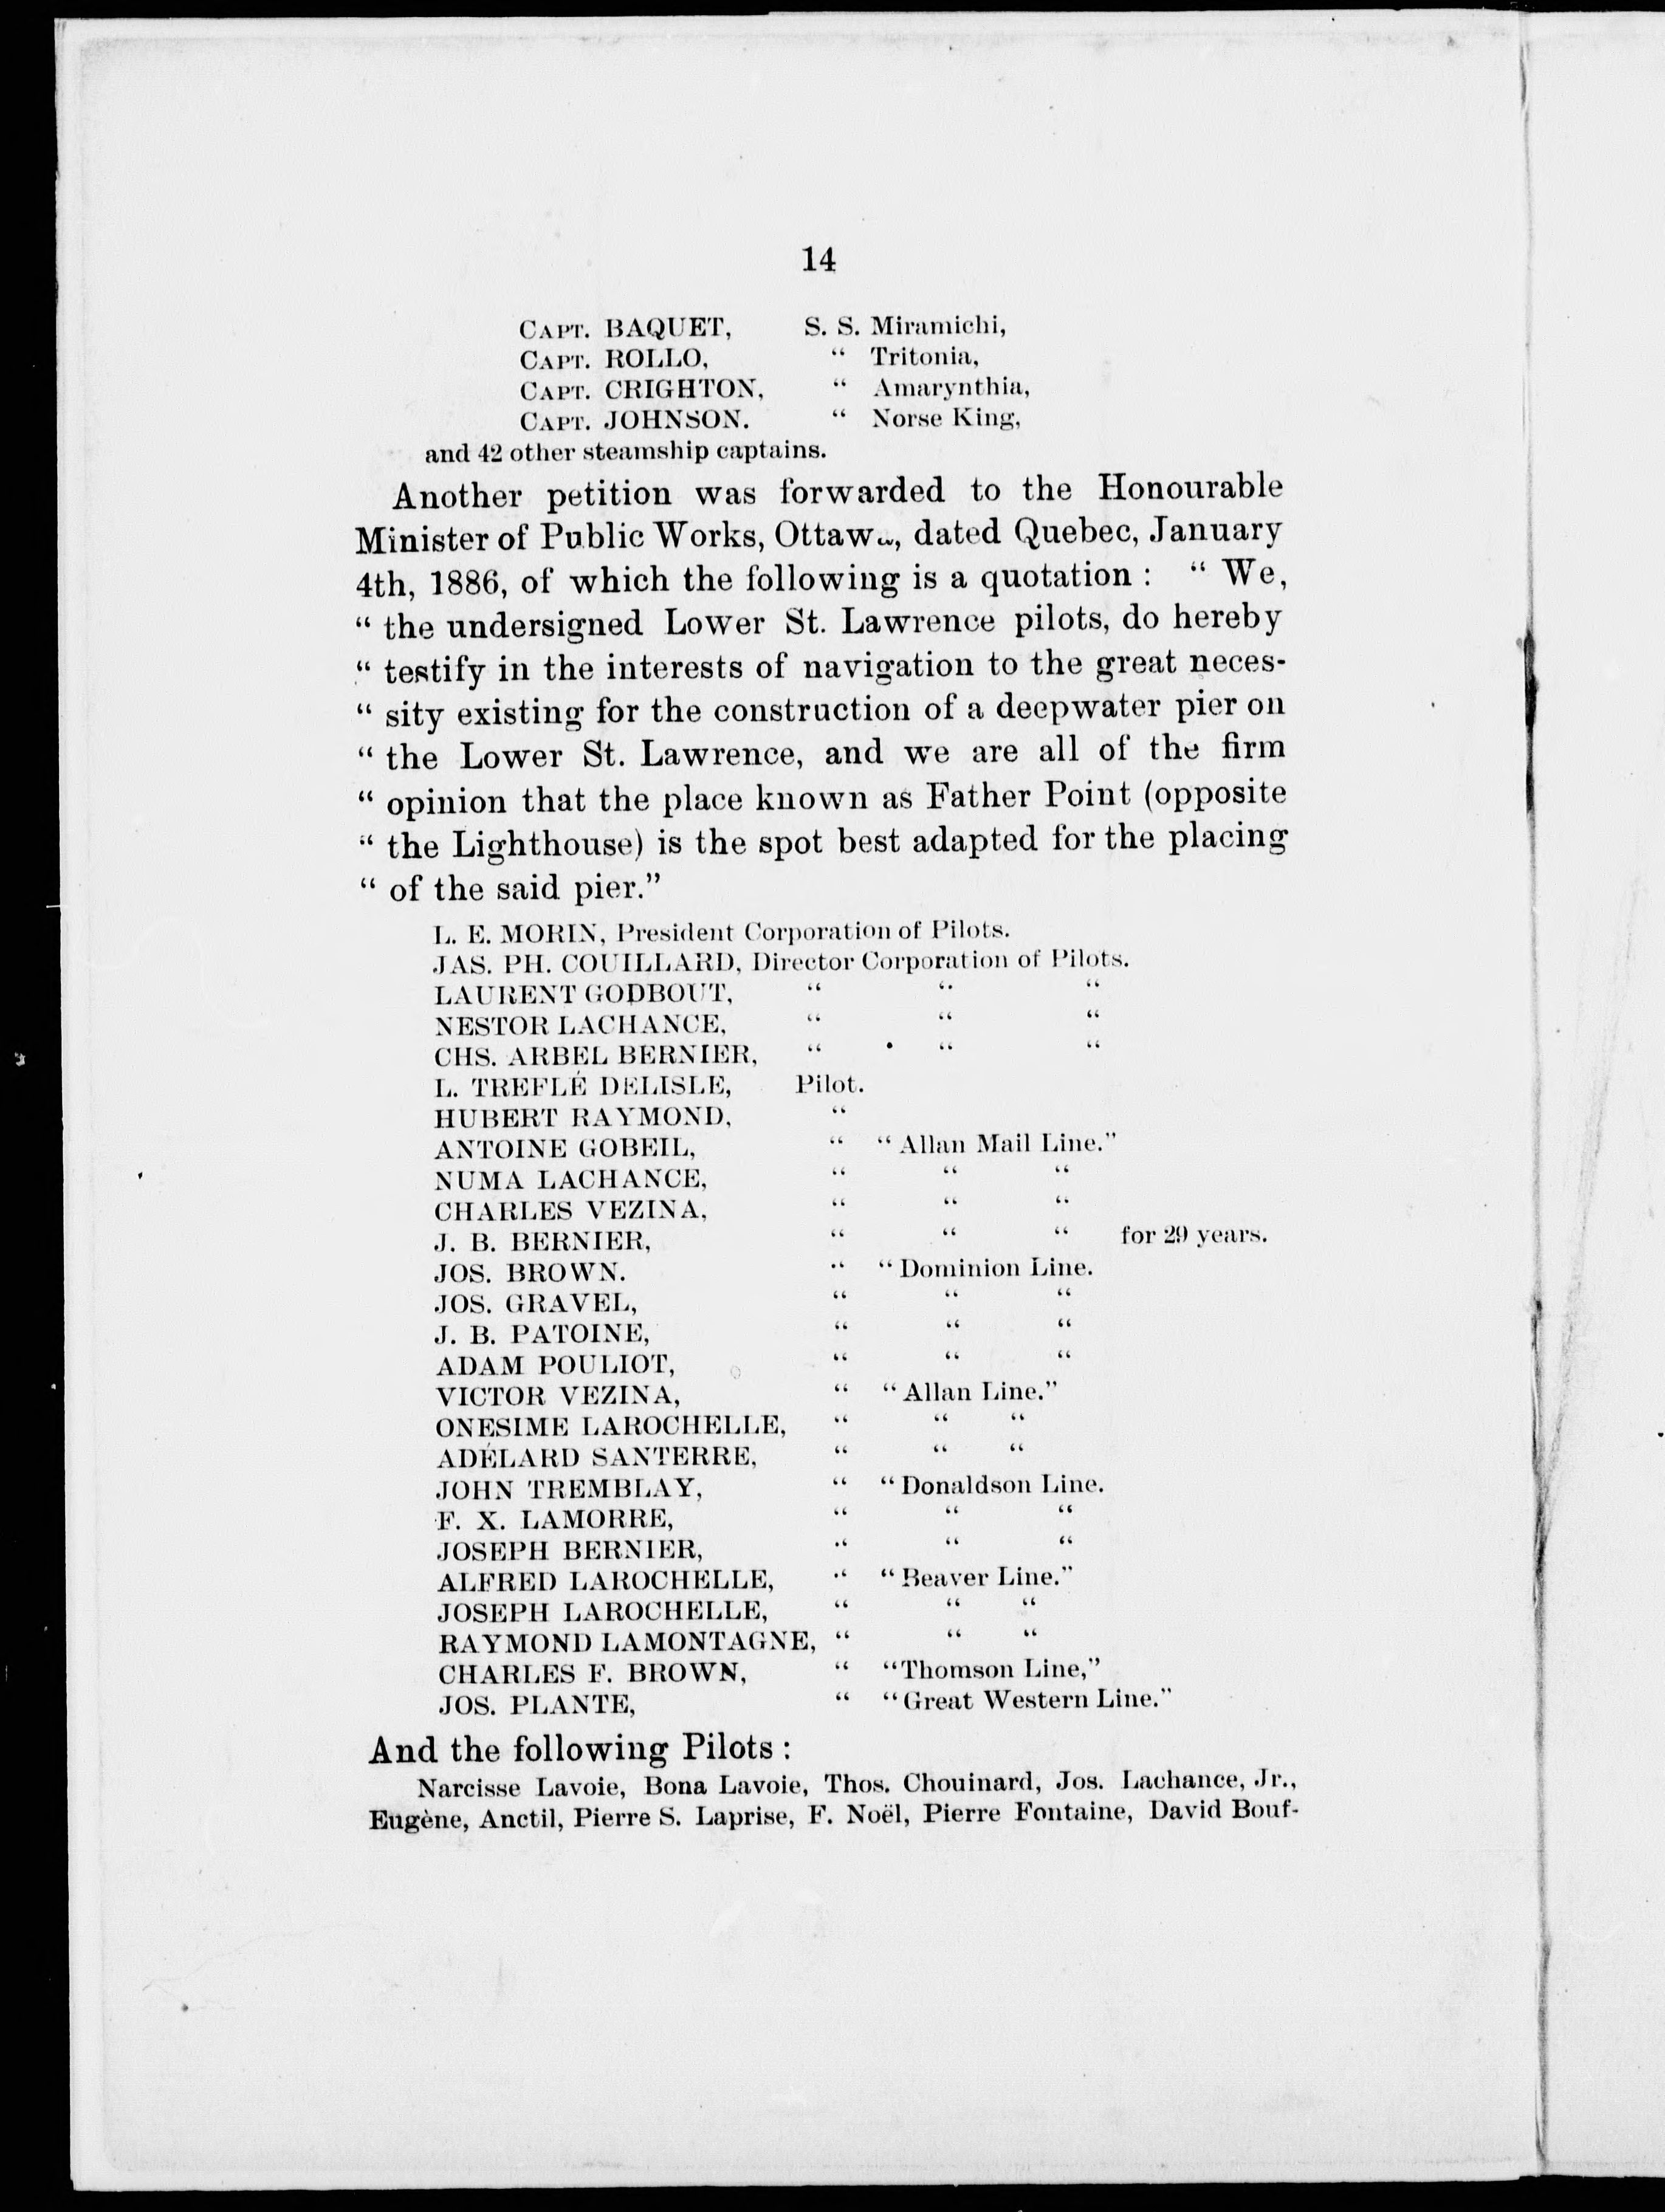 14
CAPT. BAQUET, S. S. Miramichi,
CAPT. ROLLO, " Tritonia,
CAPT. CRIGHTON, " Amarynthia,
CAPT. JOHNSON. " Norse King,
and 42 other steamship captains.
Another petition was forwarded to the Honourable
Minister of Public Works, Ottawa, dated Quebec, January
4th, 1886, of which the following is a quotation : “ We,
“ the undersigned Lower St. Lawrence pilots, do hereby
“ testify in the interests of navigation to the great neces-
“ sity existing for the construction of a deepwater pier on
“ the Lower St. Lawrence, and we are all of the firm
“ opinion that the place known as Father Point (opposite
“ the Lighthouse) is the spot best adapted for the placing
“ of the said pier.”
L. E. MORIN, President Corporation of Pilots.
JAS. PH. COUILLARD, Director Corporation of Pilots.
LAURENT GODBOUT, “ “ “
NESTOR LACHANCE, “ “ “
CHS. ARBEL BERNIER, “ “ “
L. TREFLÉ DELISLE, Pilot.
HUBERT RAYMOND, “
ANTOINE GOBEIL, “ “ Allan Mail Line.”
NUMA LACHANCE, “ “ “
CHARLES VEZINA, “ “ “
J. B. BERNIER, “ “ “ for 29 years.
JOS. BROWN. “ “ Dominion Line.
JOS. GRAVEL, “ “ “
J. B. PATOINE, “ “ “
ADAM POULIOT, “ “ “
VICTOR VEZINA, “ “ Allan Line.”
ONESIME LAROCHELLE, “ “ “
ADÉLARD SANTERRE, “ “ “
JOHN TREMBLAY, “ “ Donaldson Line.
F. X. LAMORRE, “ “ “
JOSEPH BERNIER, “ “ “
ALFRED LAROCHELLE, “ “ Beaver Line.”
JOSEPH LAROCHELLE, “ “ “
RAYMOND LAMONTAGNE, “ “ “
CHARLES F. BROWN, “ “Thomson Line,”
JOS. PLANTE, “ “Great Western Line.”
And the following Pilots :
Narcisse Lavoie, Bona Lavoie, Thos. Chouinard, Jos. Lachance, Jr.,
Eugène, Anctil, Pierre S. Laprise, F. Noël, Pierre Fontaine, David Bouf-